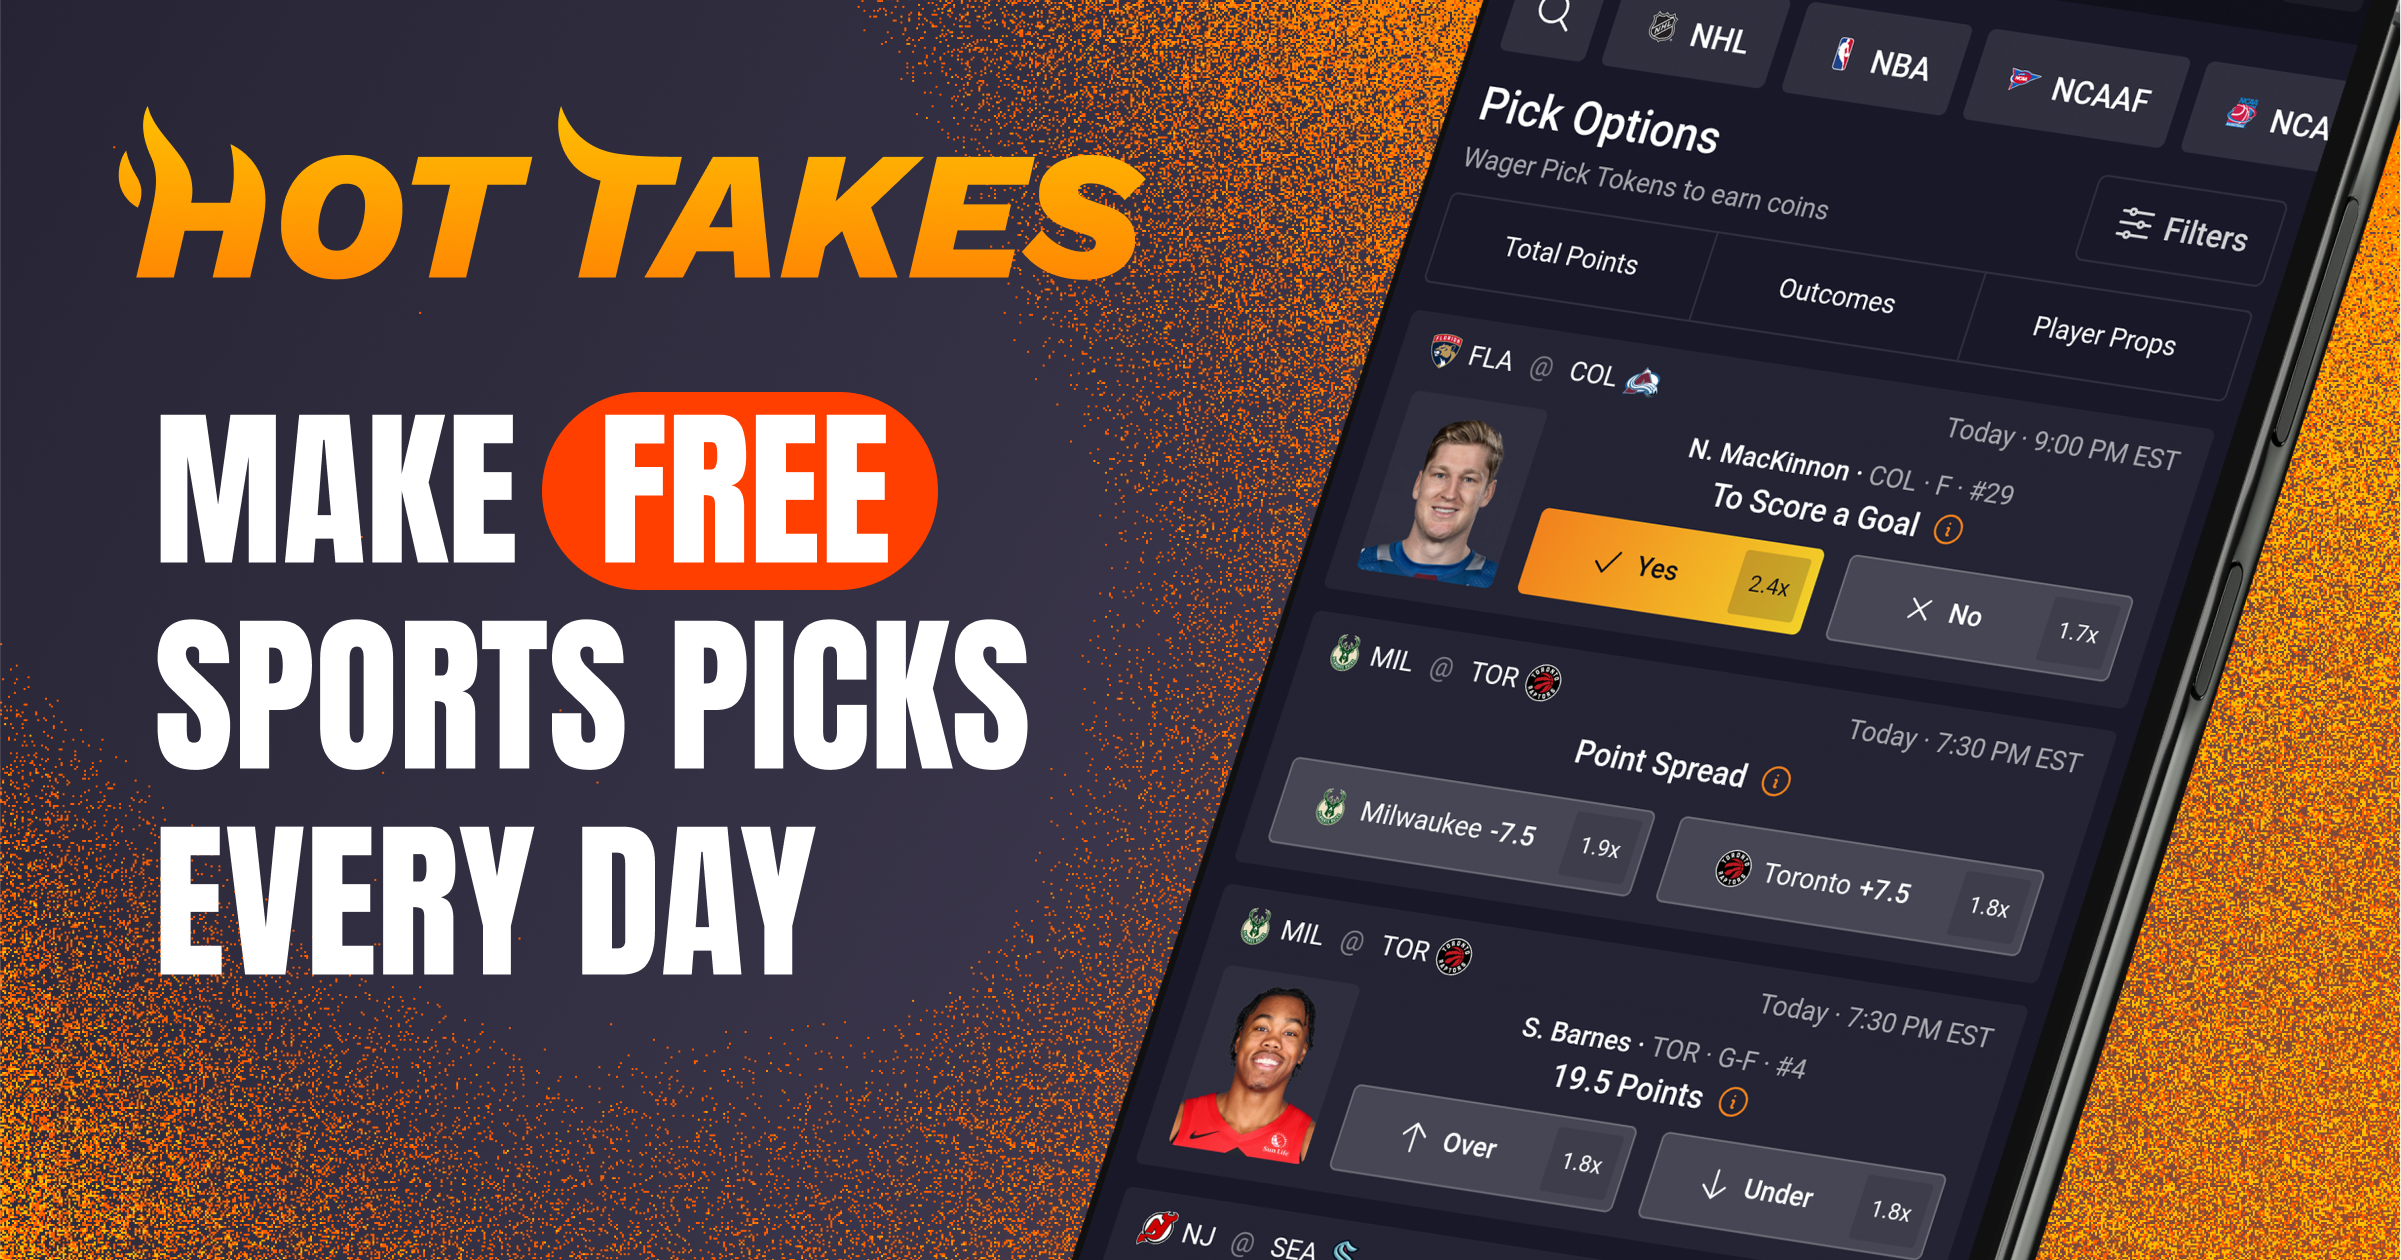 HOT TAKES
MAKE FREE
SPORTS PICKS
EVERY DAY
NHL
NBA
NCAAF
NCA
Pick Options
Wager Pick Tokens to earn coins
Filters
Total Points
Outcomes
Player Props
FLA @ COL
Today · 9:00 PM EST
N. MacKinnon · COL · F · #29
To Score a Goal
Yes 2.4x
No 1.7x
MIL @ TOR
Today · 7:30 PM EST
Point Spread
Milwaukee -7.5 1.9x
Toronto +7.5 1.8x
MIL @ TOR
Today · 7:30 PM EST
S. Barnes · TOR · G-F · #4
19.5 Points
Sun Life
Over 1.8x
Under 1.8x
NJ @ SEA